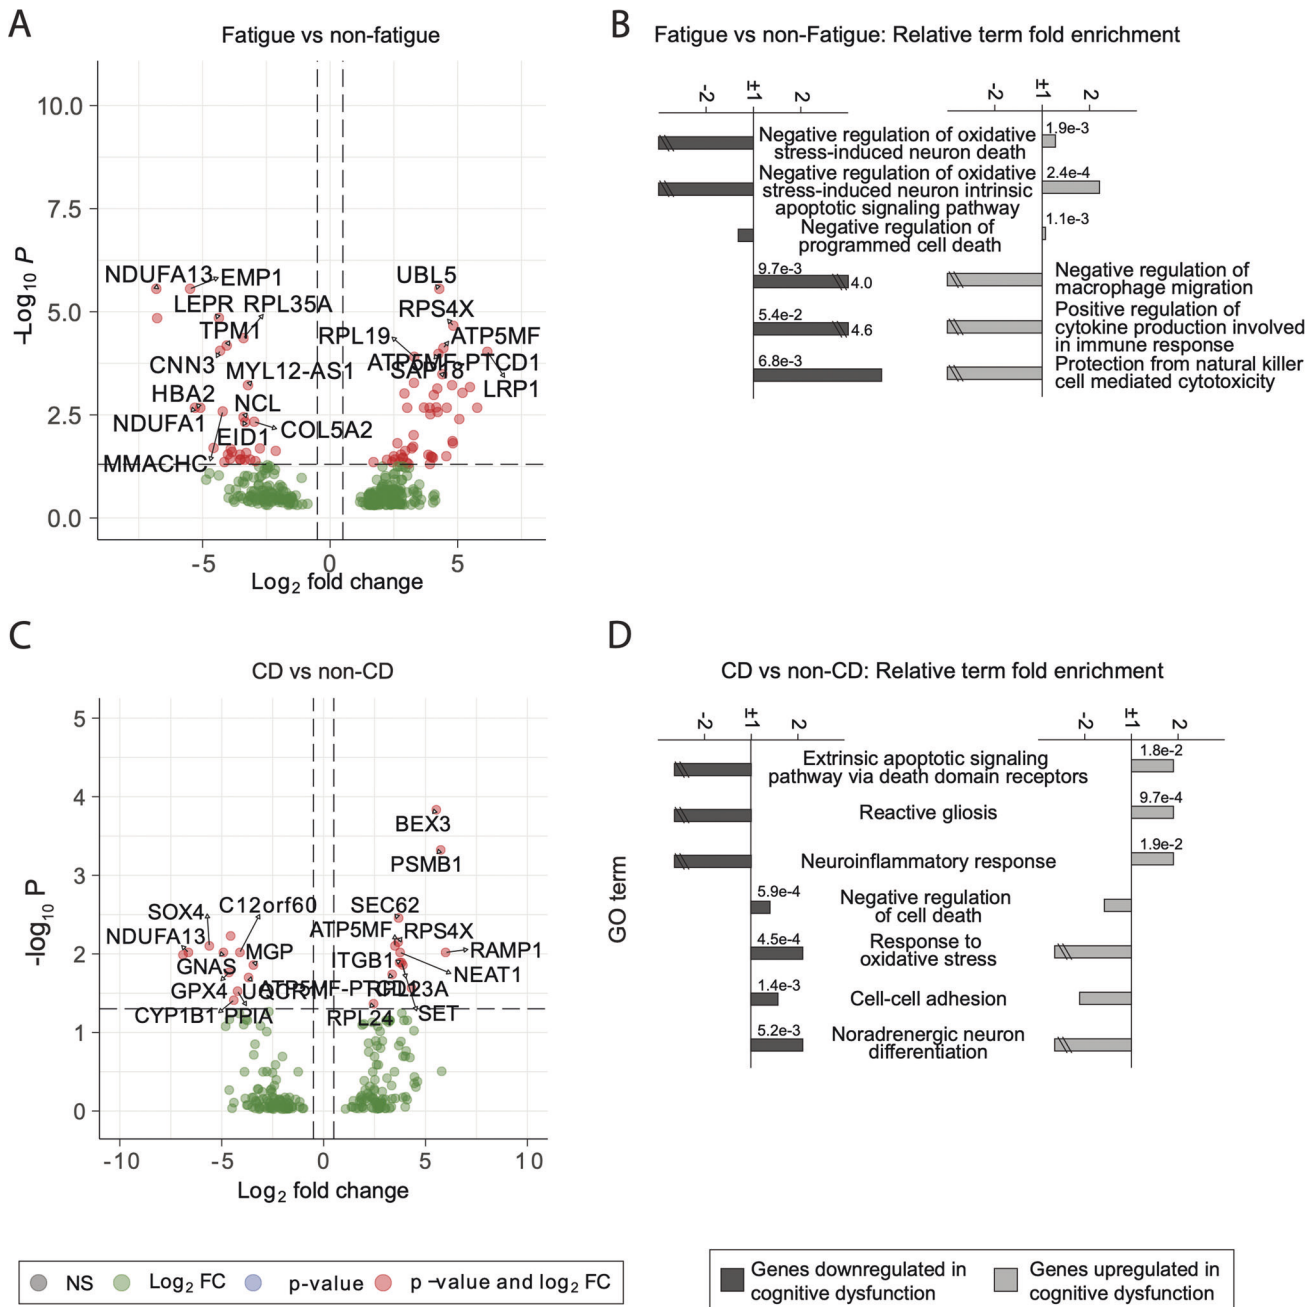 A
Fatigue vs non-fatigue
10.0
7.5
5.0
2.5
0.0
-Log10 P
NDUFA13
EMP1
LEPR
RPL35A
TPM1
CNN3
MYL12-AS1
HBA2
NCL
NDUFA1
EID1
COL5A2
MMACHC
UBL5
RPS4X
RPL19
ATP5MF
ATP5MF-PTCD1
SAP18
LRP1
-5
0
5
Log2 fold change
B
Fatigue vs non-Fatigue: Relative term fold enrichment
-2
±1
2
-2
±1
2
Negative regulation of oxidative
stress-induced neuron death
1.9e-3
Negative regulation of oxidative
stress-induced neuron intrinsic
apoptotic signaling pathway
2.4e-4
Negative regulation of
programmed cell death
1.1e-3
9.7e-3
4.0
Negative regulation of
macrophage migration
5.4e-2
4.6
Positive regulation of
cytokine production involved
in immune response
6.8e-3
Protection from natural killer
cell mediated cytotoxicity
C
CD vs non-CD
5
4
3
2
1
0
-log10 P
BEX3
PSMB1
SOX4
C12orf60
NDUFA13
MGP
GNAS
GPX4
UQCRH
CYP1B1
PPIA
SEC62
ATP5MF
RPS4X
ITGB1
RAMP1
NEAT1
ATP5MF-PTCD1
RPL23A
RPL24
SET
-10
-5
0
5
10
Log2 fold change
D
CD vs non-CD: Relative term fold enrichment
-2
±1
2
-2
±1
2
GO term
Extrinsic apoptotic signaling
pathway via death domain receptors
1.8e-2
Reactive gliosis
9.7e-4
Neuroinflammatory response
1.9e-2
5.9e-4
Negative regulation
of cell death
4.5e-4
Response to
oxidative stress
1.4e-3
Cell-cell adhesion
5.2e-3
Noradrenergic neuron
differentiation
NS
Log2 FC
p-value
p -value and log2 FC
Genes downregulated in
cognitive dysfunction
Genes upregulated in
cognitive dysfunction